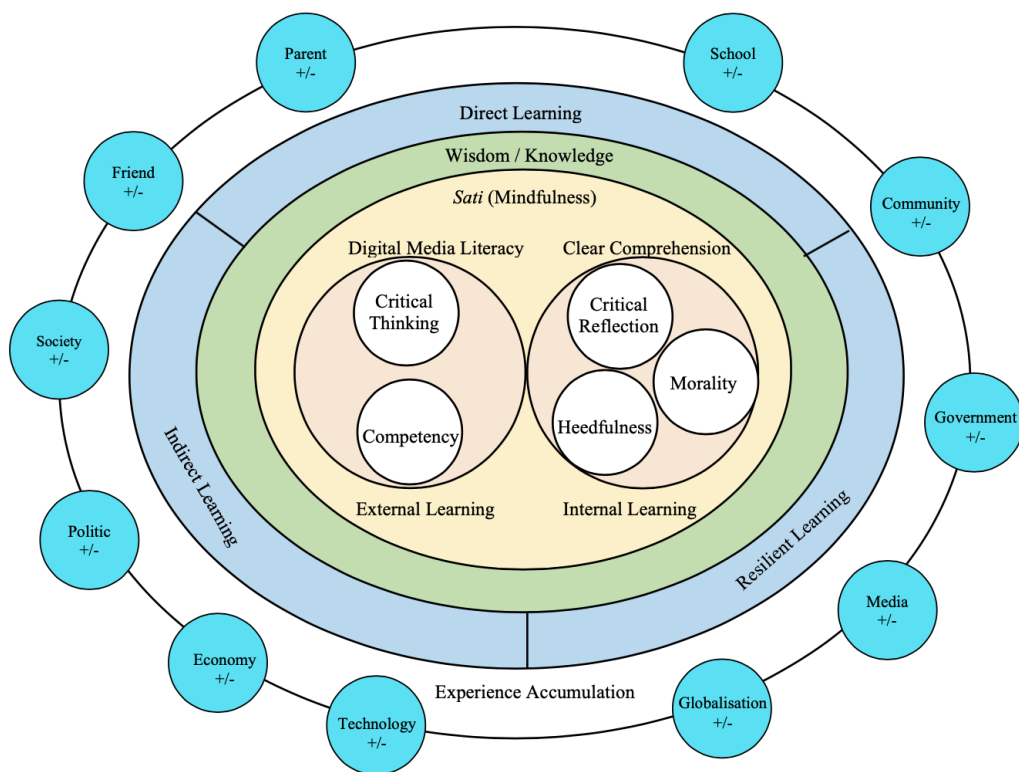 Parent
+/-
School
+/-
Direct Learning
Wisdom / Knowledge
Friend
+/-
Sati (Mindfulness)
Community
+/-
Digital Media Literacy
Clear Comprehension
Critical
Thinking
Critical
Reflection
Society
+/-
Morality
Government
+/-
Competency
Heedfulness
Indirect Learning
External Learning
Internal Learning
Resilient Learning
Politic
+/-
Media
+/-
Economy
+/-
Experience Accumulation
Technology
+/-
Globalisation
+/-